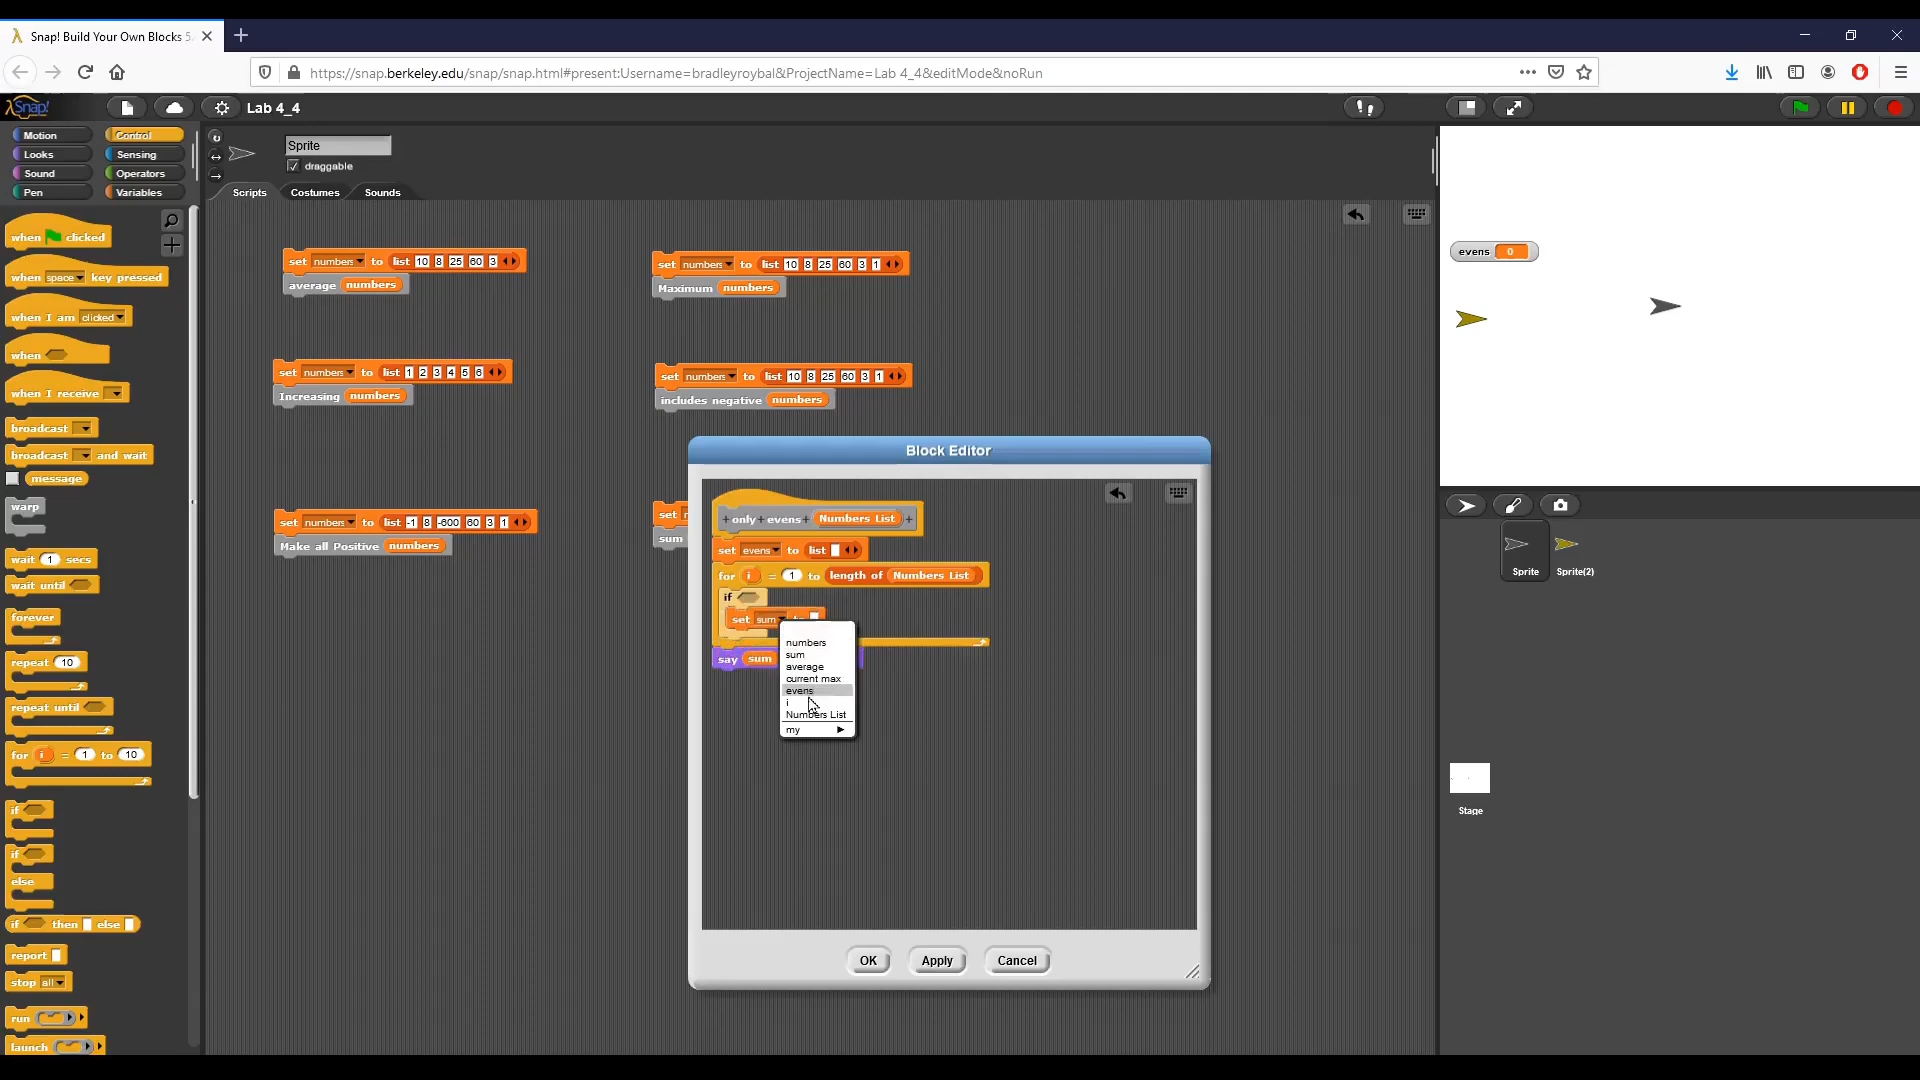 Snap! Build Your Own Blocks 5.
https://snap.berkeley.edu/snap/snap.html#present:Username=bradleyroybal&ProjectName=Lab 4_4&editMode&noRun
Snap! Lab 4_4
Motion Control
Looks Sensing
Sound Operators
Pen Variables
Sprite
draggable
Scripts Costumes Sounds
when clicked
when space key pressed
when I am clicked
when
when I receive
broadcast
broadcast and wait
message
warp
wait 1 secs
wait until
forever
repeat 10
repeat until
for i = 1 to 10
if
if
else
if then else
report
stop all
run
launch
set numbers to list 10 8 25 60 3
average numbers
set numbers to list 10 8 25 60 3 1
Maximum numbers
set numbers to list 1 2 3 4 5 6
Increasing numbers
set numbers to list 10 8 25 60 3 1
includes negative numbers
set numbers to list -1 8 -600 60 3 1
Make all Positive numbers
set
sum
Block Editor
+ only + evens + Numbers List +
set evens to list
for i = 1 to length of Numbers List
if
set sum to
say sum
numbers
sum
average
current max
evens
i
Numbers List
my
OK Apply Cancel
evens 0
Sprite Sprite(2)
Stage